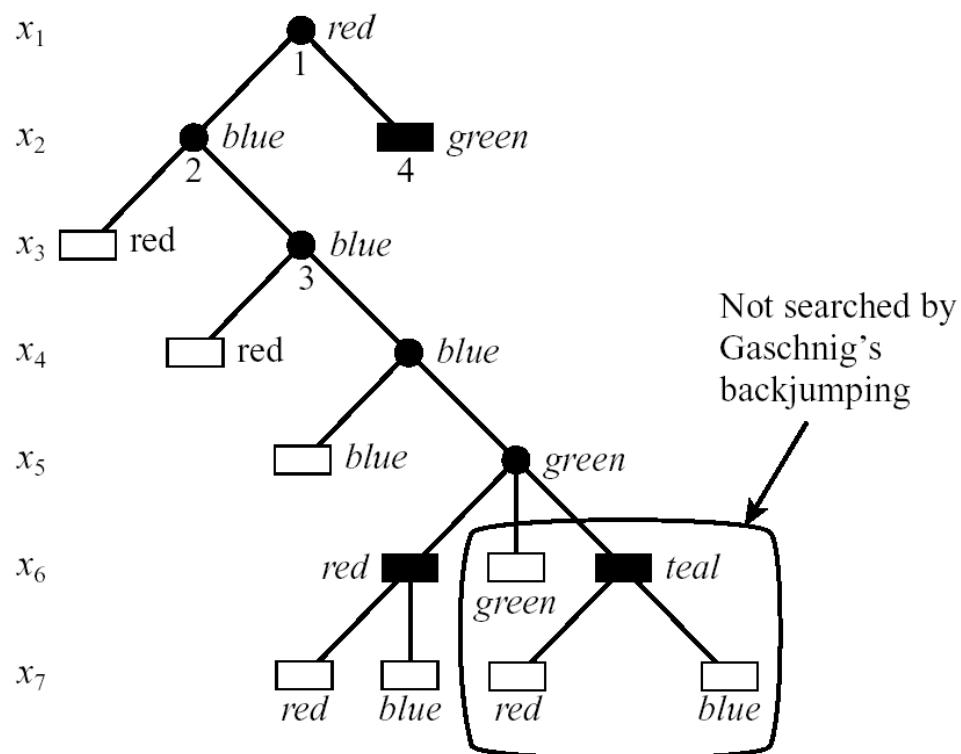 x₁ red
1
x₂ blue green
2 4
x₃ red blue
3
x₄ red blue
Not searched by
Gaschnig's
backjumping
x₅ blue green
x₆ red green teal
x₇ red blue red blue